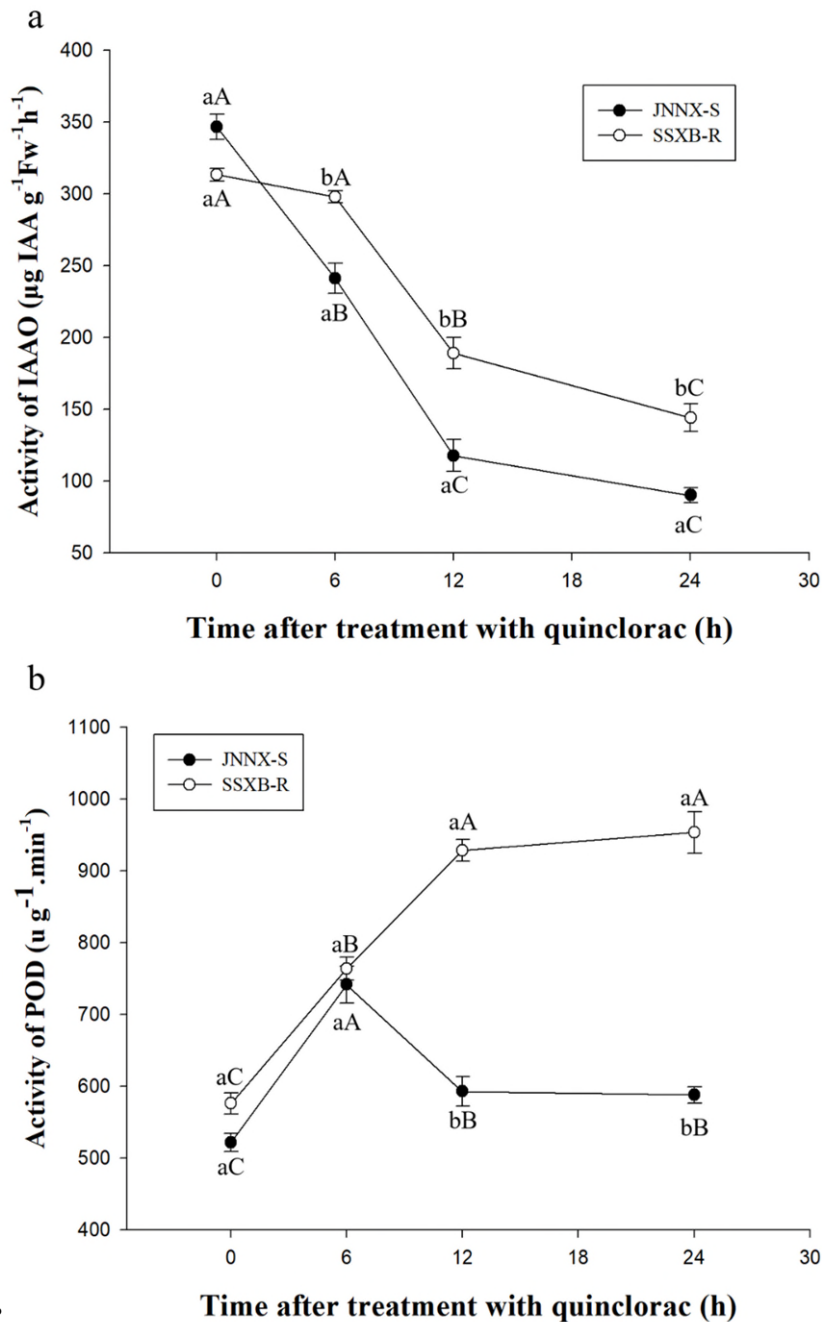 a
400
350
300
250
200
150
100
50
Activity of IAAO (µg IAA g⁻¹Fw⁻¹h⁻¹)
JNNX-S
SSXB-R
aA
aA
bA
aB
bB
aC
bC
aC
0 6 12 18 24 30
Time after treatment with quinclorac (h)
b
1100
1000
900
800
700
600
500
400
Activity of POD (u g⁻¹.min⁻¹)
JNNX-S
SSXB-R
aC
aC
aB
aA
aA
bB
aA
bB
0 6 12 18 24 30
Time after treatment with quinclorac (h)